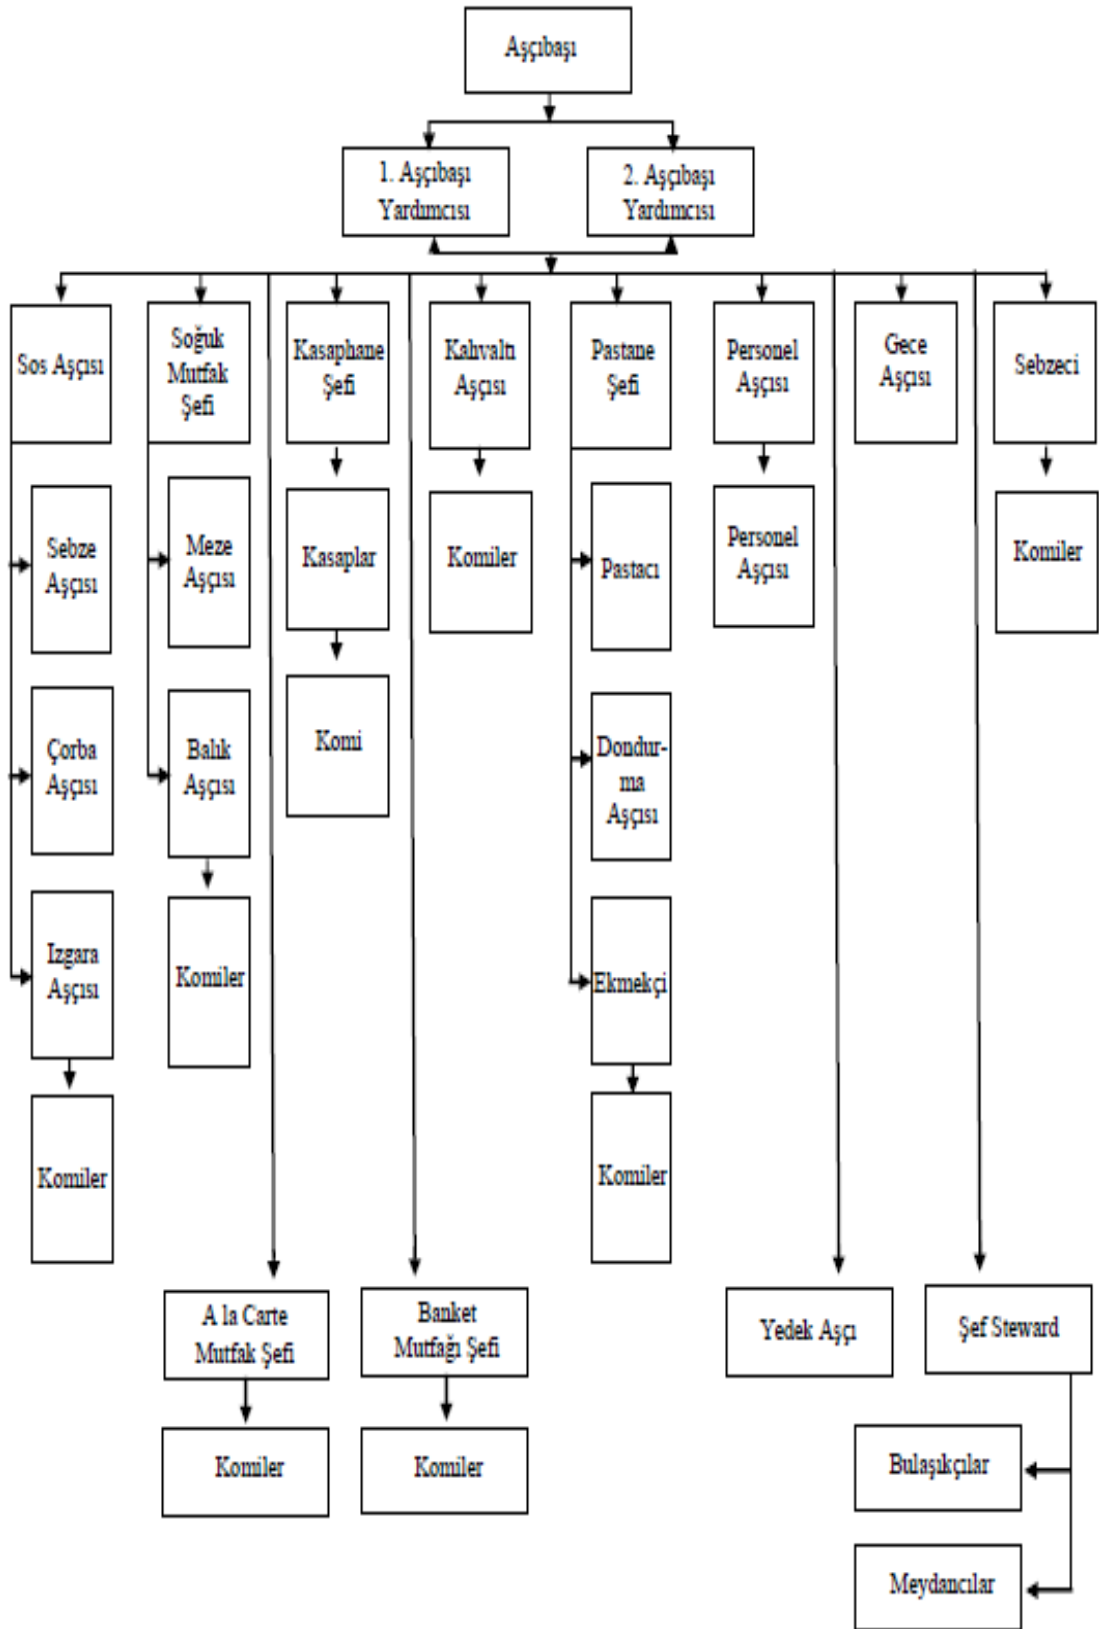 Aşçıbaşı
1. Aşçıbaşı
Yardımcısı
2. Aşçıbaşı
Yardımcısı
Sos Aşçısı
Soğuk
Mutfak
Şefi
Kasaphane
Şefi
Kahvaltı
Aşçısı
Pastane
Şefi
Personel
Aşçısı
Gece
Aşçısı
Sebzeci
Sebze
Aşçısı
Meze
Aşçısı
Kasaplar
Komiler
Pastacı
Personel
Aşçısı
Komiler
Çorba
Aşçısı
Balık
Aşçısı
Komi
Dondur-
ma
Aşçısı
Izgara
Aşçısı
Komiler
Ekmekçi
Komiler
Komiler
A la Carte
Mutfak Şefi
Banket
Mutfağı Şefi
Yedek Aşçı
Şef Steward
Komiler
Komiler
Bulaşıkçılar
Meydancılar